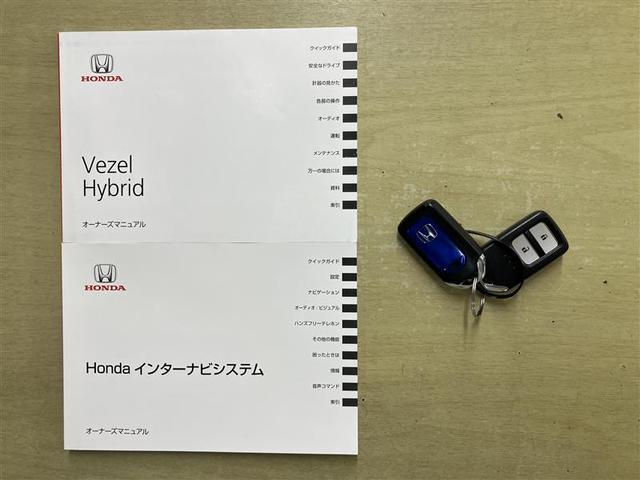 HONDA
Vezel
Hybrid
オーナーズマニュアル
クイックガイド
安全なドライブ
計器の見かた
各部の操作
オーディオ
運転
メンテナンス
万一の場合には
資料
索引
HONDA
Honda インターナビシステム
オーナーズマニュアル
クイックガイド
設定
ナビゲーション
オーディオ・ビジュアル
ハンズフリーテレホン
その他の機能
困ったときは
情報
音声コマンド
索引